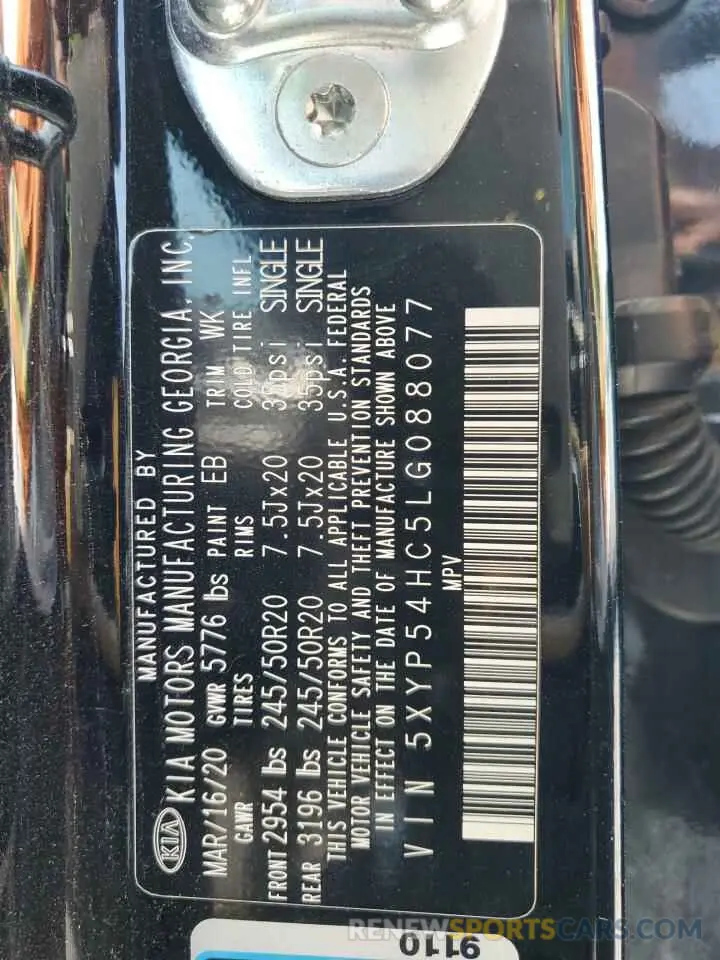 MANUFACTURED BY
KIA KIA MOTORS MANUFACTURING GEORGIA, INC.
MAR/16/20 GVWR 5776 lbs PAINT EB TRIM WK
GAWR TIRES RIMS COLD TIRE INFL
FRONT 2954 lbs 245/50R20 7.5Jx20 35psi SINGLE
REAR 3196 lbs 245/50R20 7.5Jx20 35psi SINGLE
THIS VEHICLE CONFORMS TO ALL APPLICABLE U.S.A. FEDERAL
MOTOR VEHICLE SAFETY AND THEFT PREVENTION STANDARDS
IN EFFECT ON DATE OF MANUFACTURE SHOWN ABOVE
VIN 5XYP54HC5LG088077
MPV
9110
RENEWSPORTSCARS.COM